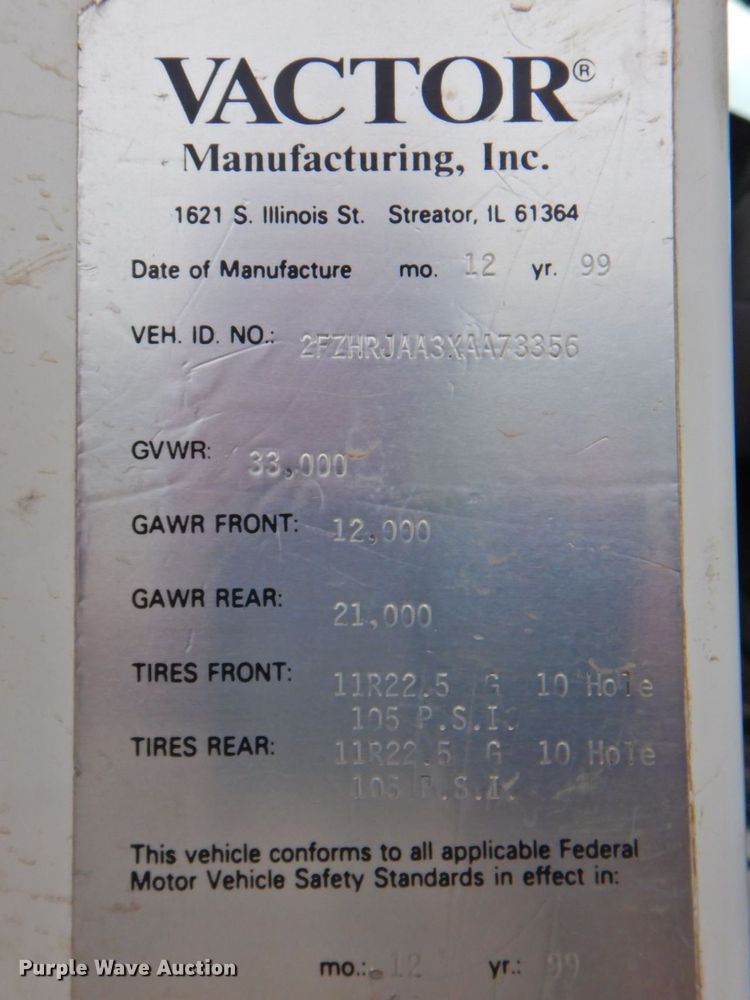 VACTOR®
Manufacturing, Inc.
1621 S. Illinois St. Streator, IL 61364
Date of Manufacture mo. 12 yr. 99
VEH. ID. NO.: 2FZHRJAA3XAA73356
GVWR: 33,000
GAWR FRONT: 12,000
GAWR REAR: 21,000
TIRES FRONT: 11R22.5 G 10 Hole
105 P.S.I.
TIRES REAR: 11R22.5 G 10 Hole
105 P.S.I.
This vehicle conforms to all applicable Federal
Motor Vehicle Safety Standards in effect in:
mo.: 12 yr.: 99
Purple Wave Auction